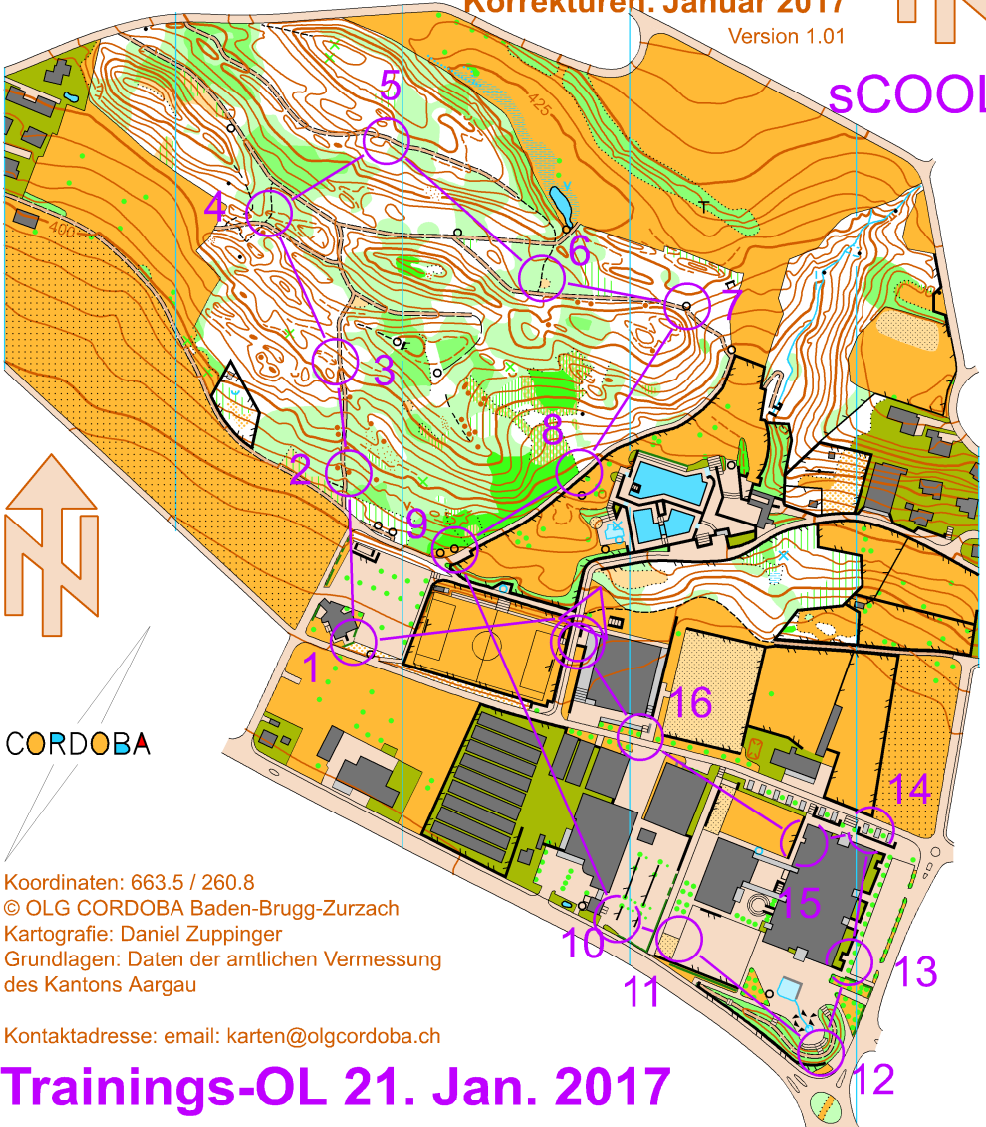 Korrekturen: Januar 2017
Version 1.01
sCOOL
5
425
4
400
6
7
3
8
2
9
1
16
14
CORDOBA
15
10
13
11
12
Koordinaten: 663.5 / 260.8
© OLG CORDOBA Baden-Brugg-Zurzach
Kartografie: Daniel Zuppinger
Grundlagen: Daten der amtlichen Vermessung
des Kantons Aargau
Kontaktadresse: email: karten@olgcordoba.ch
Trainings-OL 21. Jan. 2017